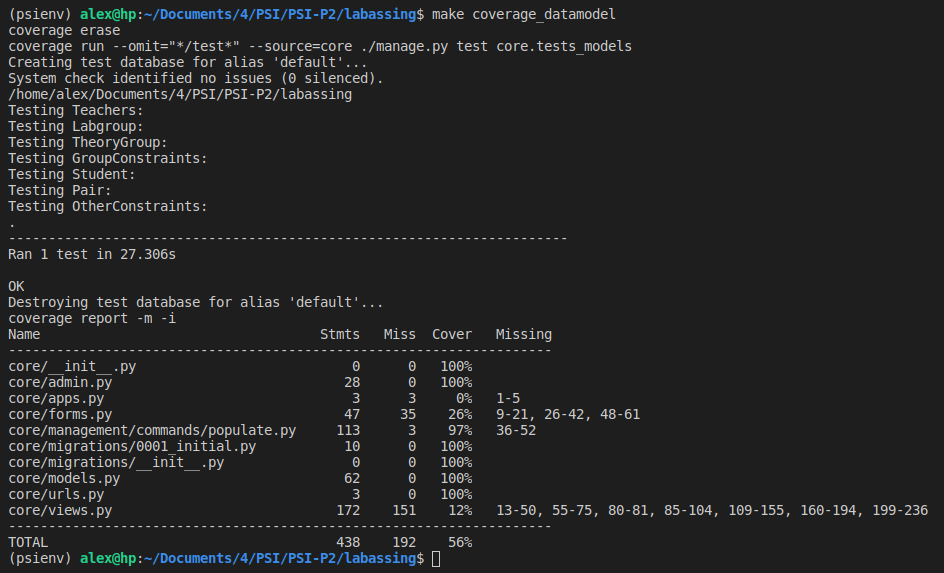 (psienv) alex@hp:~/Documents/4/PSI/PSI-P2/labassing$ make coverage_datamodel
coverage erase
coverage run --omit="*/test*" --source=core ./manage.py test core.tests_models
Creating test database for alias 'default'...
System check identified no issues (0 silenced).
/home/alex/Documents/4/PSI/PSI-P2/labassing
Testing Teachers:
Testing Labgroup:
Testing TheoryGroup:
Testing GroupConstraints:
Testing Student:
Testing Pair:
Testing OtherConstraints:
.
----------------------------------------------------------------------
Ran 1 test in 27.306s

OK
Destroying test database for alias 'default'...
coverage report -m -i
Name                                   Stmts   Miss  Cover   Missing
--------------------------------------------------------------------
core/__init__.py                           0      0   100%
core/admin.py                             28      0   100%
core/apps.py                               3      3     0%   1-5
core/forms.py                             47     35    26%   9-21, 26-42, 48-61
core/management/commands/populate.py     113      3    97%   36-52
core/migrations/0001_initial.py           10      0   100%
core/migrations/__init__.py                0      0   100%
core/models.py                            62      0   100%
core/urls.py                               3      0   100%
core/views.py                            172    151    12%   13-50, 55-75, 80-81, 85-104, 109-155, 160-194, 199-236
--------------------------------------------------------------------
TOTAL                                    438    192    56%
(psienv) alex@hp:~/Documents/4/PSI/PSI-P2/labassing$